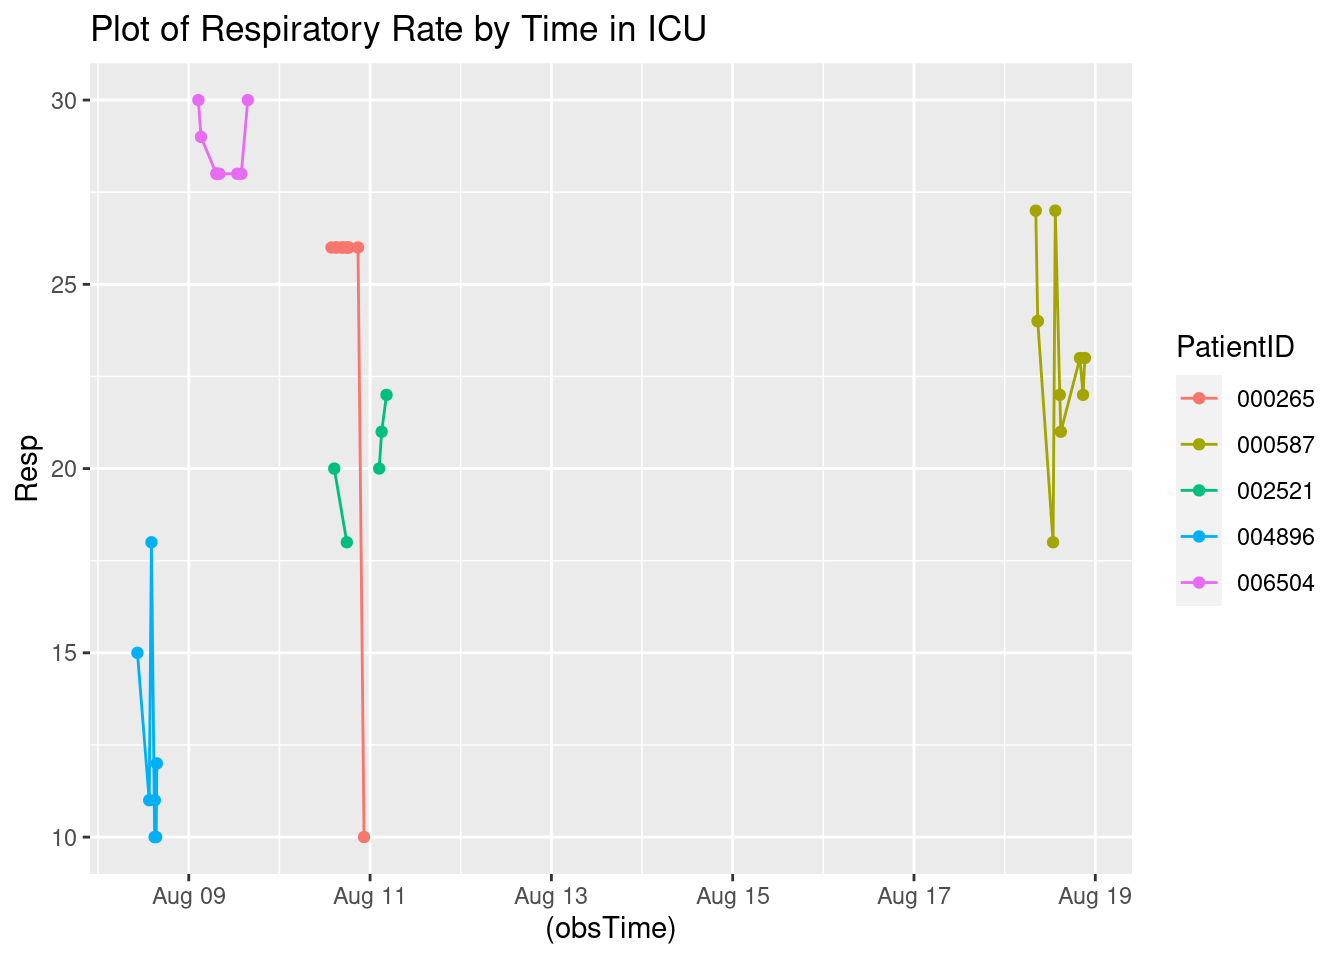 Plot of Respiratory Rate by Time in ICU
30
25
20
15
10
Resp
Aug 09 Aug 11 Aug 13 Aug 15 Aug 17 Aug 19
(obsTime)
PatientID
000265
000587
002521
004896
006504